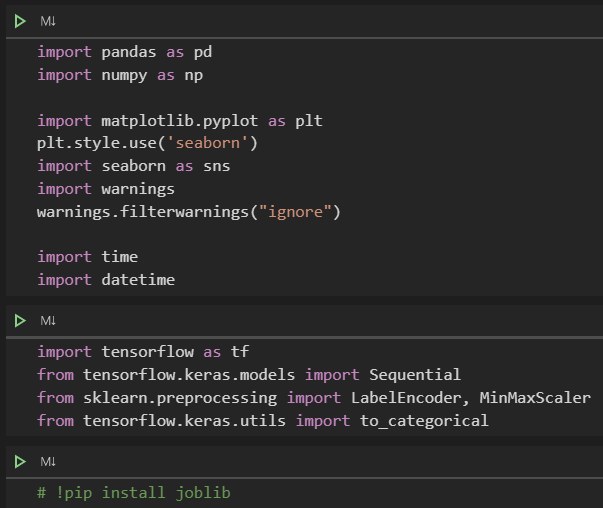 M↓
import pandas as pd
import numpy as np
import matplotlib.pyplot as plt
plt.style.use('seaborn')
import seaborn as sns
import warnings
warnings.filterwarnings("ignore")
import time
import datetime
M↓
import tensorflow as tf
from tensorflow.keras.models import Sequential
from sklearn.preprocessing import LabelEncoder, MinMaxScaler
from tensorflow.keras.utils import to_categorical
M↓
# !pip install joblib